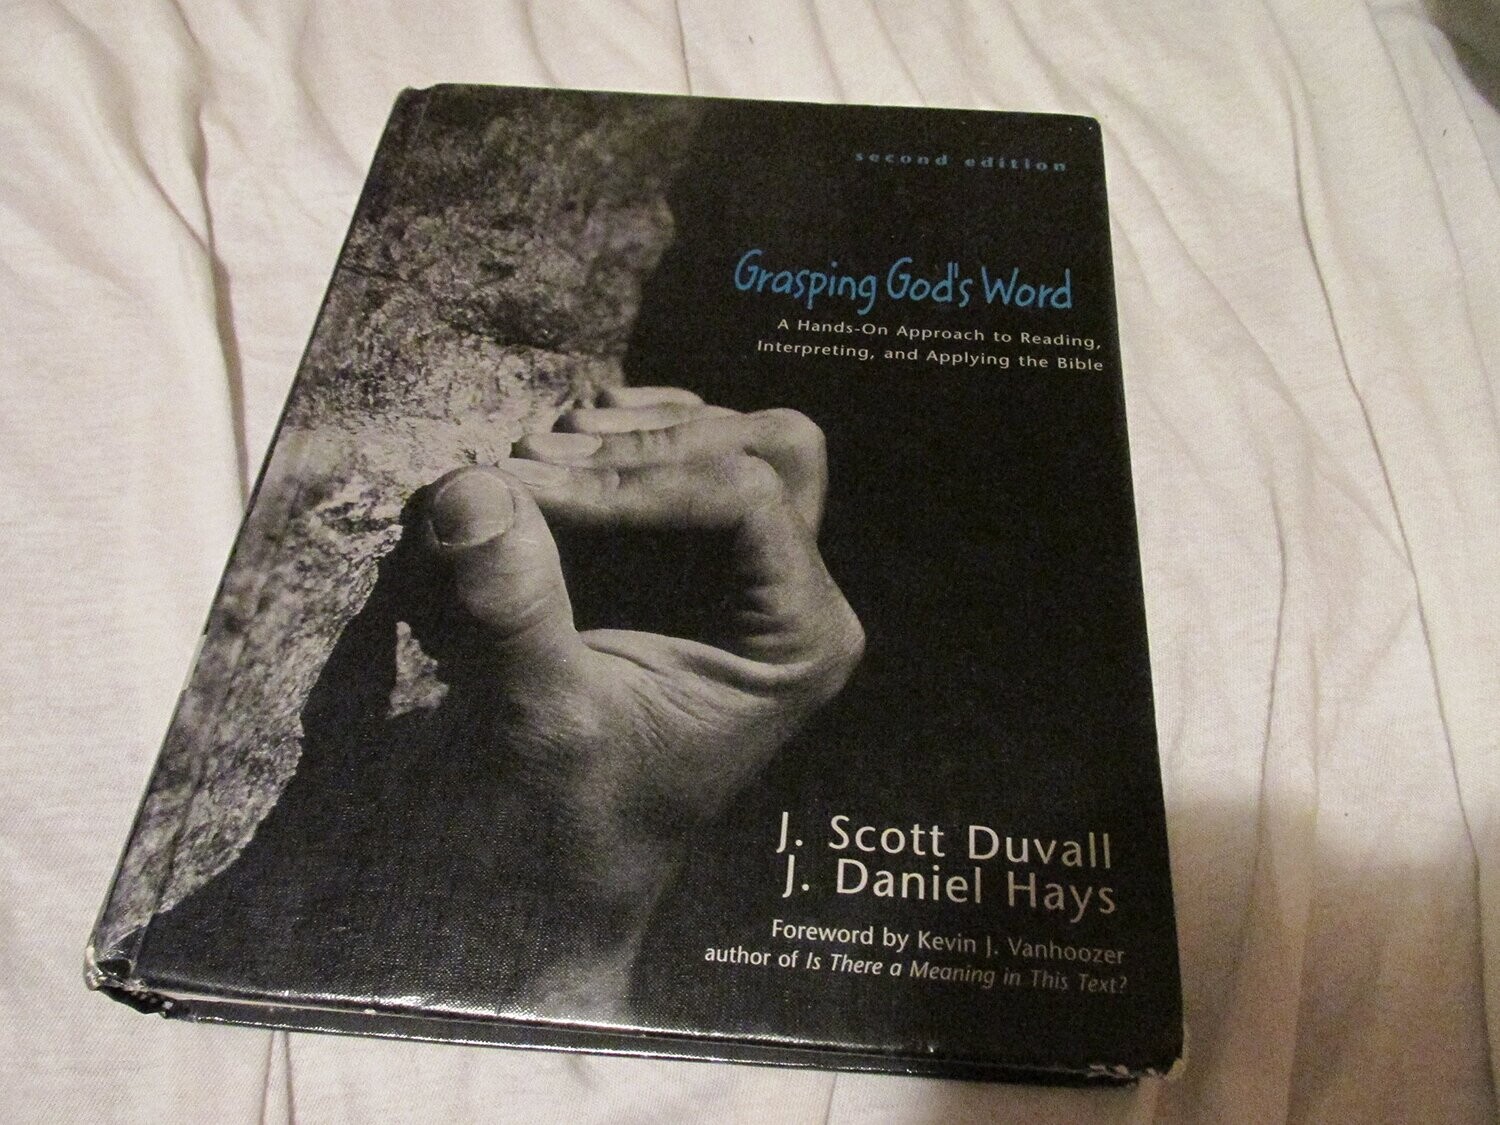 second edition
Grasping God's Word
A Hands-On Approach to Reading,
Interpreting, and Applying the Bible
J. Scott Duvall
J. Daniel Hays
Foreword by Kevin J. Vanhoozer
author of Is There a Meaning in This Text?